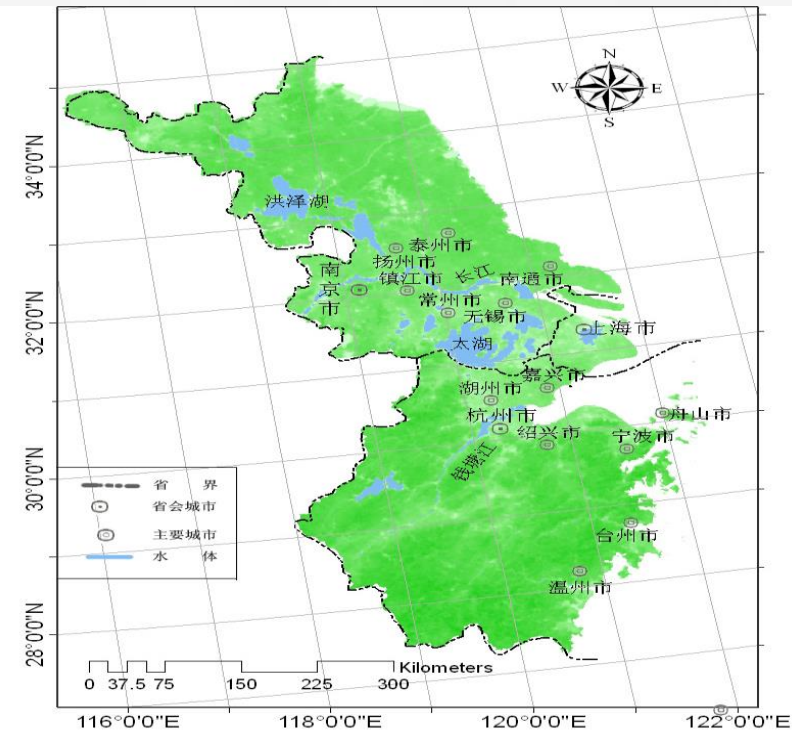 N
W E
S
34°0'0"N
32°0'0"N
30°0'0"N
28°0'0"N
洪泽湖
泰州市
扬州市
南京市
镇江市
长江
南通市
常州市
无锡市
上海市
太湖
嘉兴市
湖州市
杭州市
舟山市
绍兴市
宁波市
钱塘江
台州市
温州市
省 界
省会城市
主要城市
水 体
Kilometers
0 37.5 75 150 225 300
116°0'0"E 118°0'0"E 120°0'0"E 122°0'0"E